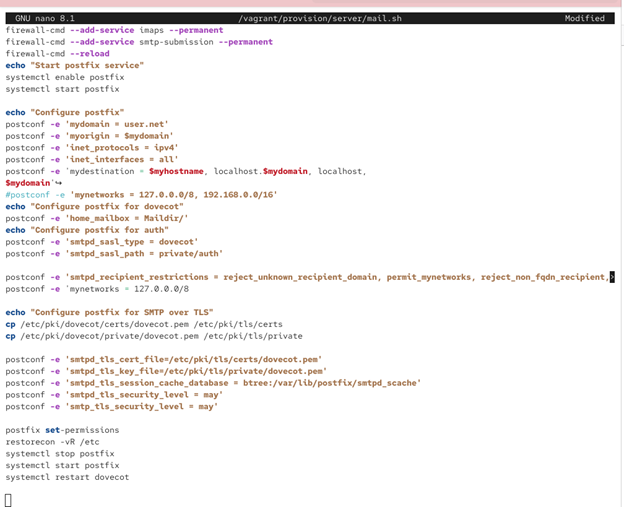 GNU nano 8.1 /vagrant/provision/server/mail.sh Modified
firewall-cmd --add-service imaps --permanent
firewall-cmd --add-service smtp-submission --permanent
firewall-cmd --reload
echo "Start postfix service"
systemctl enable postfix
systemctl start postfix
echo "Configure postfix"
postconf -e 'mydomain = user.net'
postconf -e 'myorigin = $mydomain'
postconf -e 'inet_protocols = ipv4'
postconf -e 'inet_interfaces = all'
postconf -e `mydestination = $myhostname, localhost.$mydomain, localhost,
$mydomain`↪
#postconf -e 'mynetworks = 127.0.0.0/8, 192.168.0.0/16'
echo "Configure postfix for dovecot"
postconf -e 'home_mailbox = Maildir/'
echo "Configure postfix for auth"
postconf -e 'smtpd_sasl_type = dovecot'
postconf -e 'smtpd_sasl_path = private/auth'
postconf -e 'smtpd_recipient_restrictions = reject_unknown_recipient_domain, permit_mynetworks, reject_non_fqdn_recipient,>
postconf -e `mynetworks = 127.0.0.0/8
echo "Configure postfix for SMTP over TLS"
cp /etc/pki/dovecot/certs/dovecot.pem /etc/pki/tls/certs
cp /etc/pki/dovecot/private/dovecot.pem /etc/pki/tls/private
postconf -e 'smtpd_tls_cert_file=/etc/pki/tls/certs/dovecot.pem'
postconf -e 'smtpd_tls_key_file=/etc/pki/tls/private/dovecot.pem'
postconf -e 'smtpd_tls_session_cache_database = btree:/var/lib/postfix/smtpd_scache'
postconf -e 'smtpd_tls_security_level = may'
postconf -e 'smtp_tls_security_level = may'
postfix set-permissions
restorecon -vR /etc
systemctl stop postfix
systemctl start postfix
systemctl restart dovecot